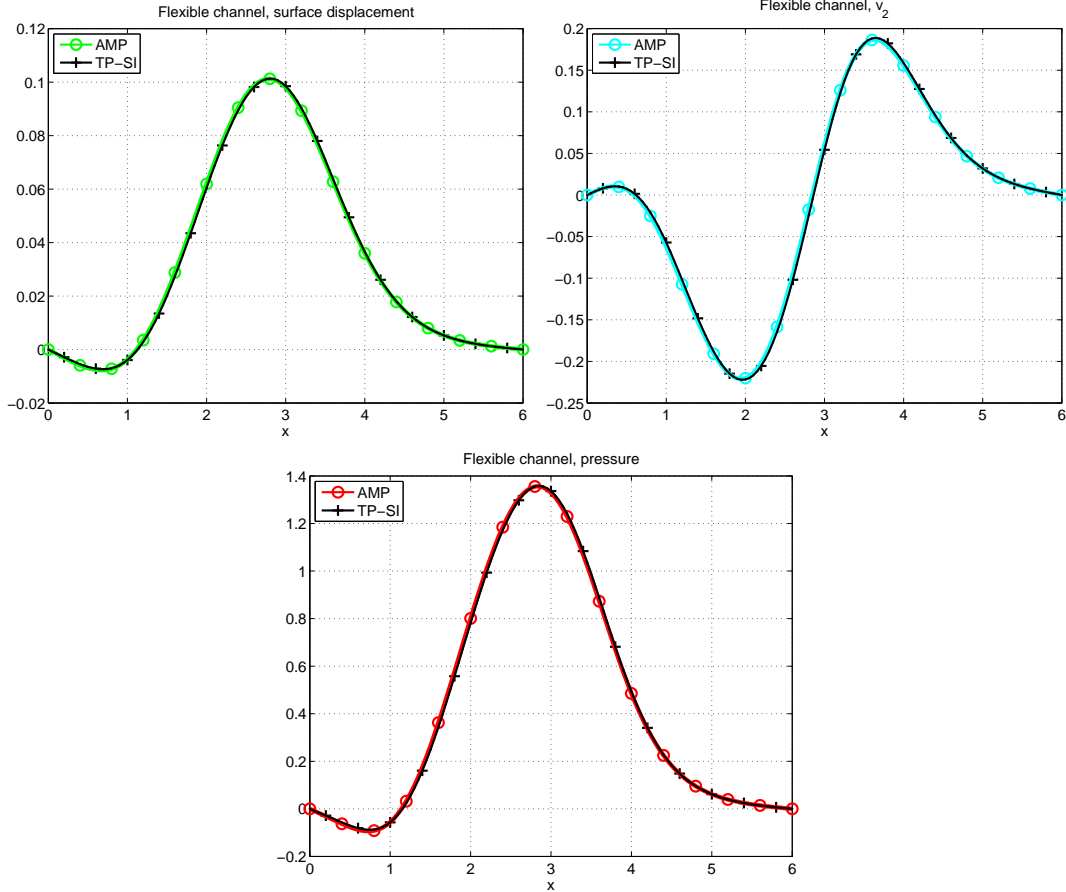 Flexible channel, surface displacement
0.12
0.1
0.08
0.06
0.04
0.02
0
−0.02
AMP
TP−SI
0 1 2 3 4 5 6
x
Flexible channel, v2
0.2
0.15
0.1
0.05
0
−0.05
−0.1
−0.15
−0.2
−0.25
AMP
TP−SI
0 1 2 3 4 5 6
x
Flexible channel, pressure
1.4
1.2
1
0.8
0.6
0.4
0.2
0
−0.2
AMP
TP−SI
0 1 2 3 4 5 6
x